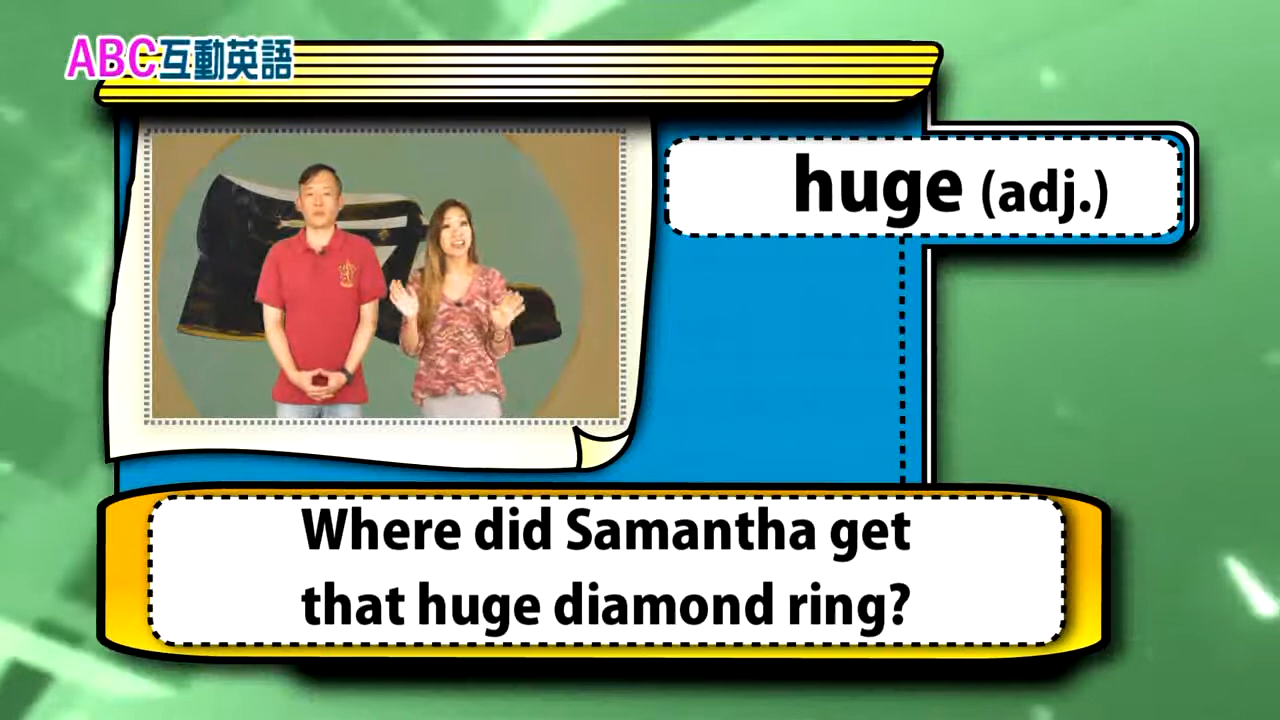 ABC互動英語
huge (adj.)
Where did Samantha get
that huge diamond ring?